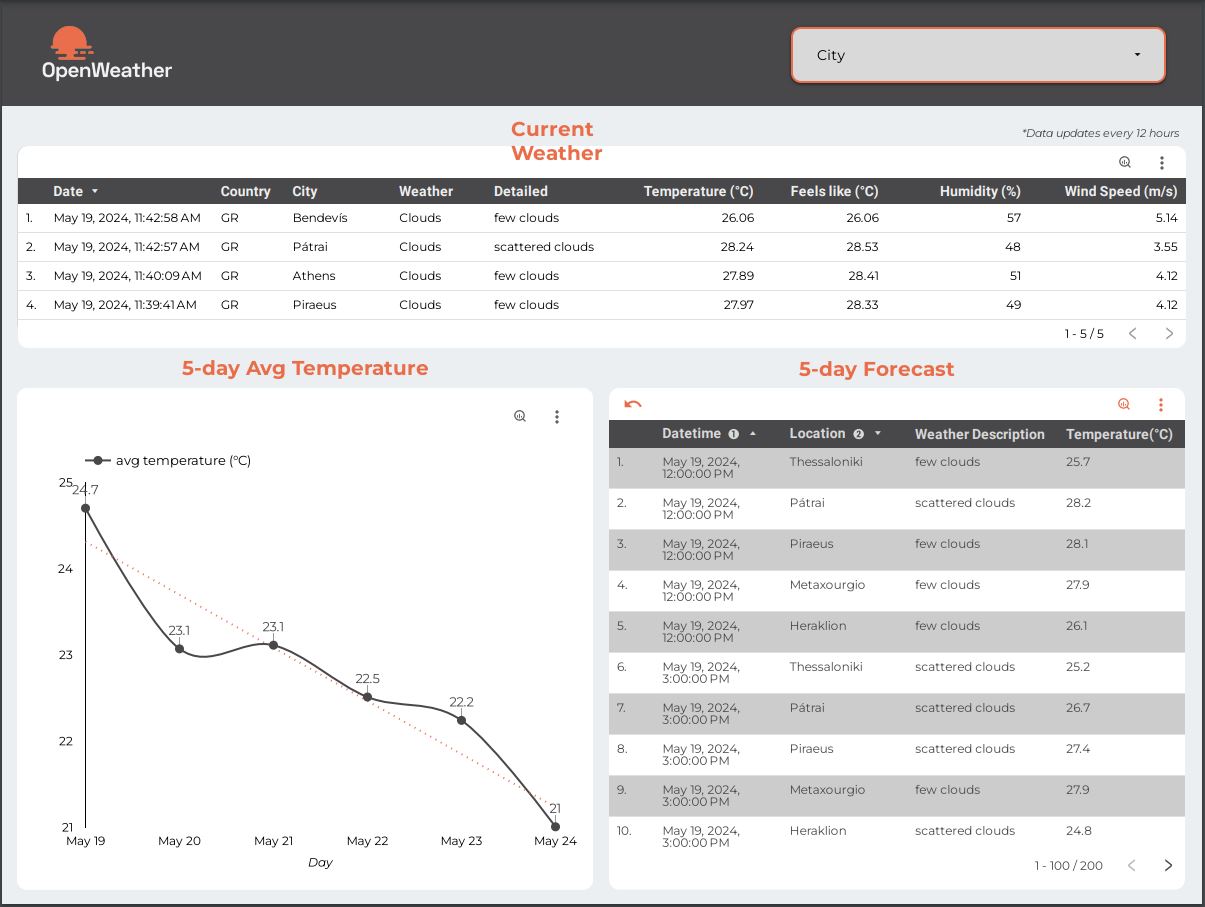 OpenWeather
City
Current
Weather
*Data updates every 12 hours
Date Country City Weather Detailed Temperature (°C) Feels like (°C) Humidity (%) Wind Speed (m/s)
1. May 19, 2024, 11:42:58 AM GR Bendevís Clouds few clouds 26.06 26.06 57 5.14
2. May 19, 2024, 11:42:57 AM GR Pátrai Clouds scattered clouds 28.24 28.53 48 3.55
3. May 19, 2024, 11:40:09 AM GR Athens Clouds few clouds 27.89 28.41 51 4.12
4. May 19, 2024, 11:39:41 AM GR Piraeus Clouds few clouds 27.97 28.33 49 4.12
1 - 5 / 5
5-day Avg Temperature
avg temperature (°C)
25
24.7
24
23.1
23.1
23
22.5
22.2
22
21
21
May 19 May 20 May 21 May 22 May 23 May 24
Day
5-day Forecast
Datetime 1 Location 2 Weather Description Temperature(°C)
1. May 19, 2024, Thessaloniki few clouds 25.7
12:00:00 PM
2. May 19, 2024, Pátrai scattered clouds 28.2
12:00:00 PM
3. May 19, 2024, Piraeus few clouds 28.1
12:00:00 PM
4. May 19, 2024, Metaxourgio few clouds 27.9
12:00:00 PM
5. May 19, 2024, Heraklion few clouds 26.1
12:00:00 PM
6. May 19, 2024, Thessaloniki scattered clouds 25.2
3:00:00 PM
7. May 19, 2024, Pátrai scattered clouds 26.7
3:00:00 PM
8. May 19, 2024, Piraeus scattered clouds 27.4
3:00:00 PM
9. May 19, 2024, Metaxourgio few clouds 27.9
3:00:00 PM
10. May 19, 2024, Heraklion scattered clouds 24.8
3:00:00 PM
1 - 100 / 200